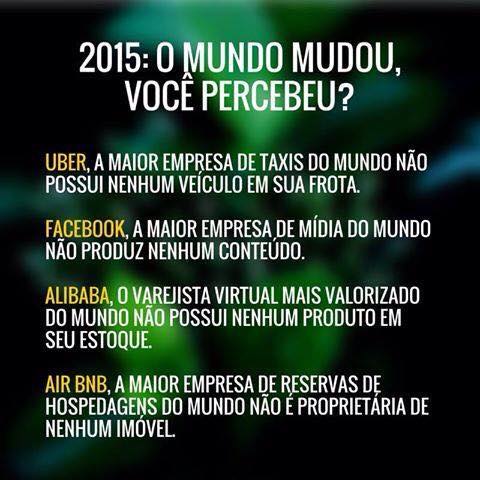 2015: O MUNDO MUDOU,
VOCÊ PERCEBEU?
UBER, A MAIOR EMPRESA DE TAXIS DO MUNDO NÃO
POSSUI NENHUM VEÍCULO EM SUA FROTA.
FACEBOOK, A MAIOR EMPRESA DE MÍDIA DO MUNDO
NÃO PRODUZ NENHUM CONTEÚDO.
ALIBABA, O VAREJISTA VIRTUAL MAIS VALORIZADO
DO MUNDO NÃO POSSUI NENHUM PRODUTO EM
SEU ESTOQUE.
AIR BNB, A MAIOR EMPRESA DE RESERVAS DE
HOSPEDAGENS DO MUNDO NÃO É PROPRIETÁRIA DE
NENHUM IMÓVEL.